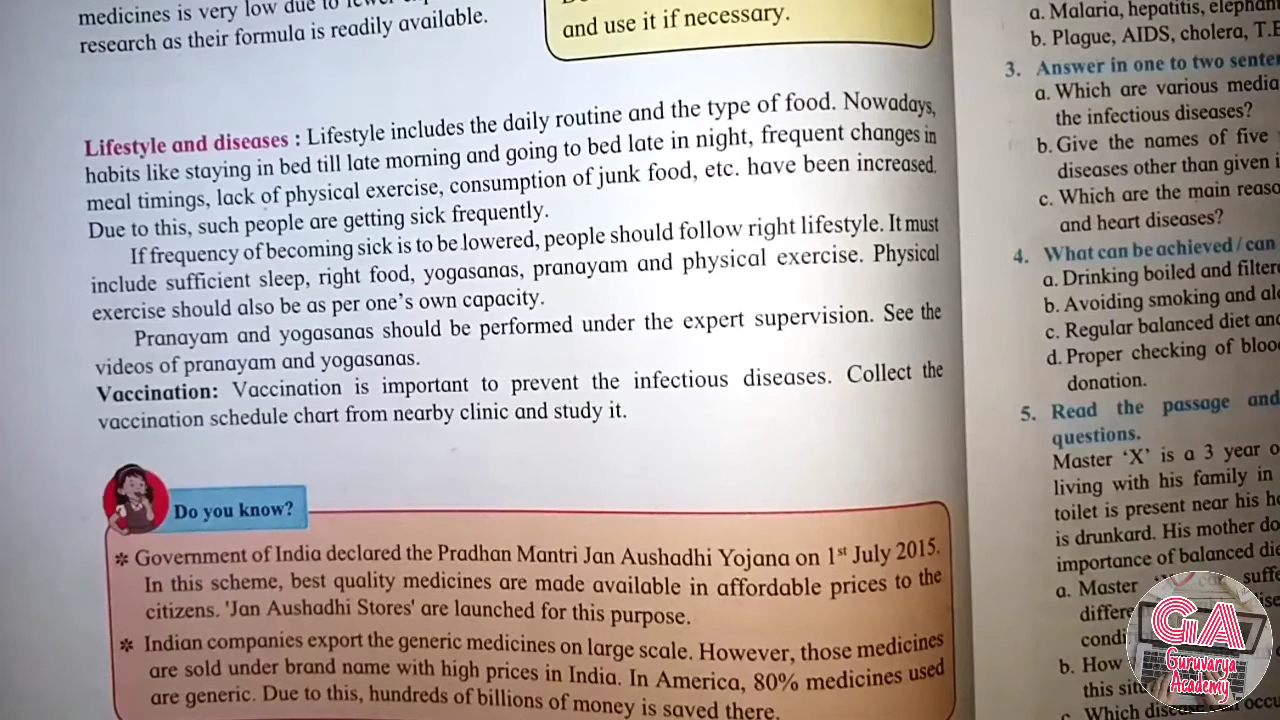 medicines is very low due to
research as their formula is readily available.
and use it if necessary.
Lifestyle and diseases : Lifestyle includes the daily routine and the type of food. Nowadays,
habits like staying in bed till late morning and going to bed late in night, frequent changes in
meal timings, lack of physical exercise, consumption of junk food, etc. have been increased.
Due to this, such people are getting sick frequently.
If frequency of becoming sick is to be lowered, people should follow right lifestyle. It must
include sufficient sleep, right food, yogasanas, pranayam and physical exercise. Physical
exercise should also be as per one's own capacity.
Pranayam and yogasanas should be performed under the expert supervision. See the
videos of pranayam and yogasanas.
Vaccination: Vaccination is important to prevent the infectious diseases. Collect the
vaccination schedule chart from nearby clinic and study it.
Do you know?
* Government of India declared the Pradhan Mantri Jan Aushadhi Yojana on 1st July 2015.
In this scheme, best quality medicines are made available in affordable prices to the
citizens. 'Jan Aushadhi Stores' are launched for this purpose.
* Indian companies export the generic medicines on large scale. However, those medicines
are sold under brand name with high prices in India. In America, 80% medicines used
are generic. Due to this, hundreds of billions of money is saved there.
a. Malaria, hepatitis,
b. Plague, AIDS, cholera,
3. Answer in one to two
a. Which are various
the infectious diseases?
b. Give the names of five
diseases other than given
c. Which are the main
and heart diseases?
4. What can be achieved / can
a. Drinking boiled and
b. Avoiding smoking and
c. Regular balanced diet
d. Proper checking of
donation.
5. Read the passage and
questions.
Master 'X' is a 3 year
living with his family in
toilet is present near his
is drunkard. His mother
importance of balanced
a. Master
b. How
this
c. Which
GA
Guruvarya
Academy